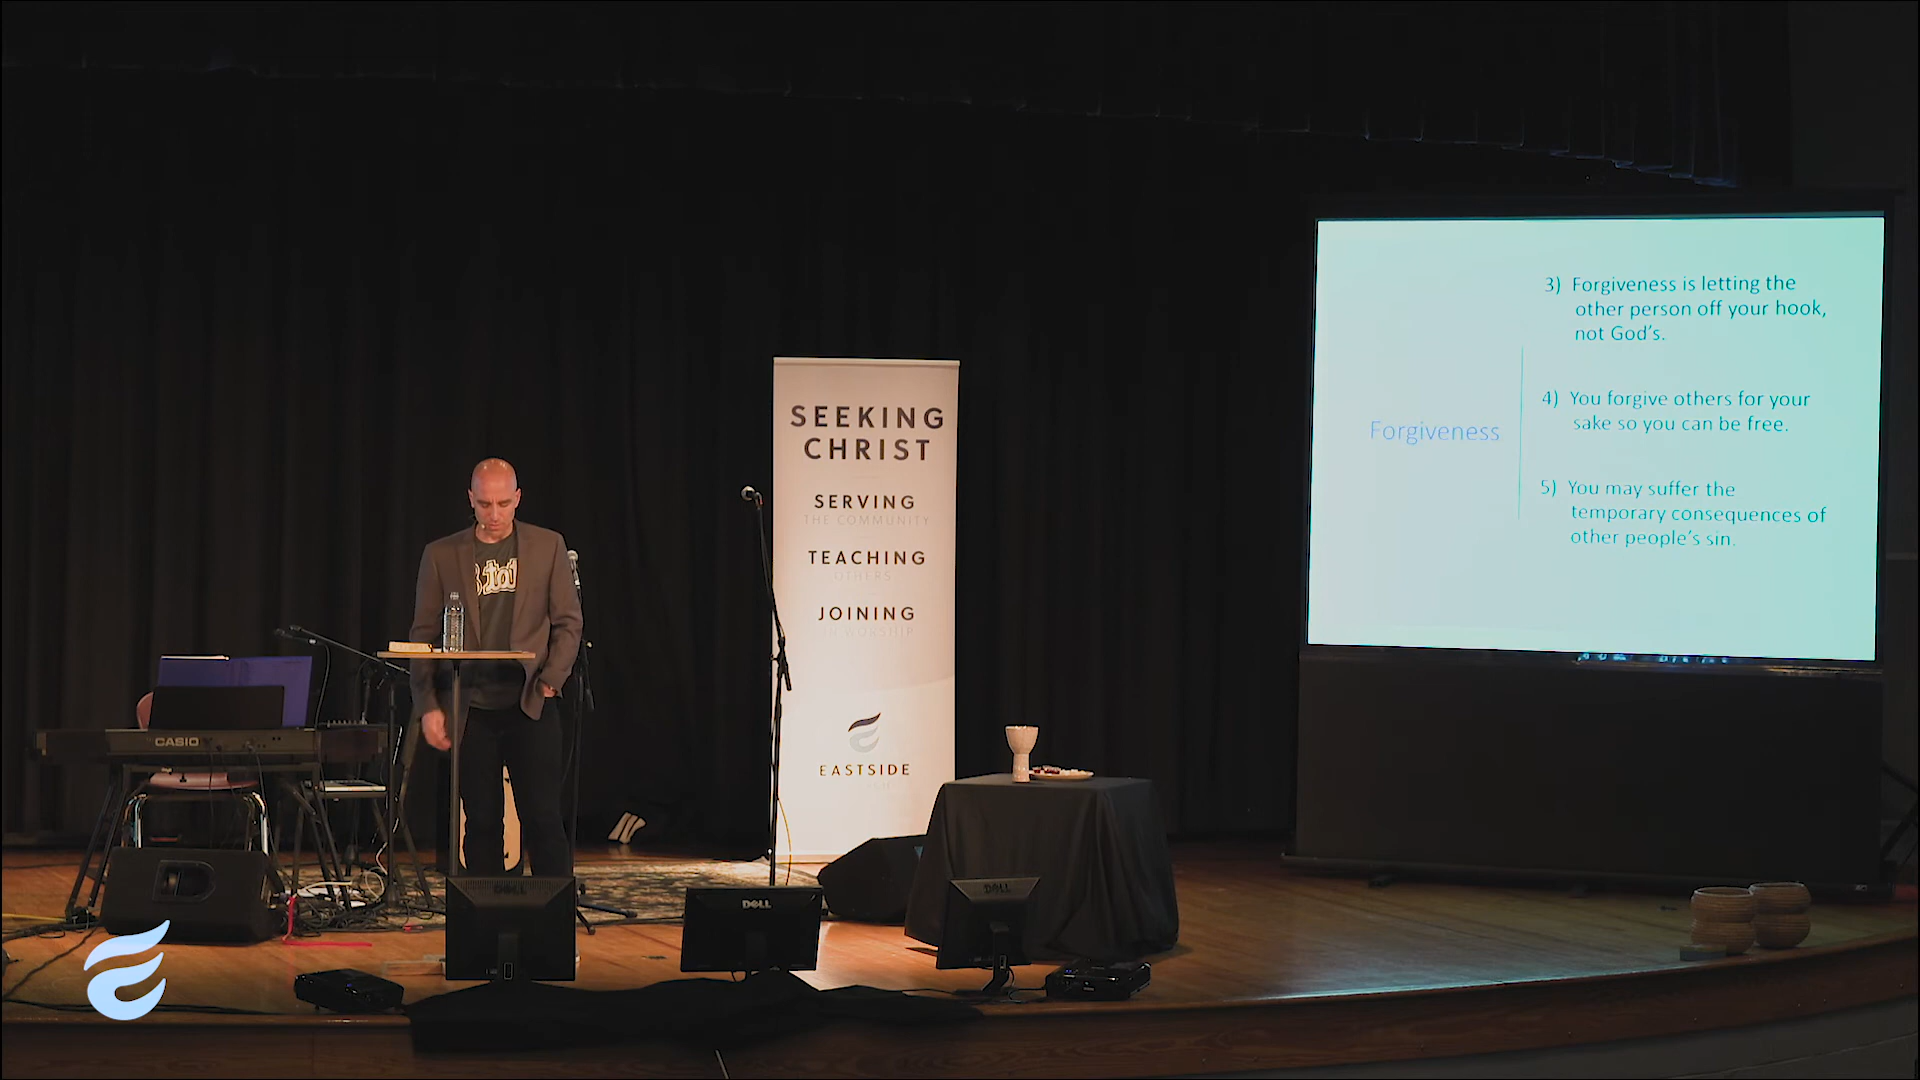 SEEKING
CHRIST
SERVING
THE COMMUNITY
TEACHING
OTHERS
JOINING
IN WORSHIP
EASTSIDE
Forgiveness
3) Forgiveness is letting the
other person off your hook,
not God's.
4) You forgive others for your
sake so you can be free.
5) You may suffer the
temporary consequences of
other people's sin.
CASIO
DELL
DELL
DELL